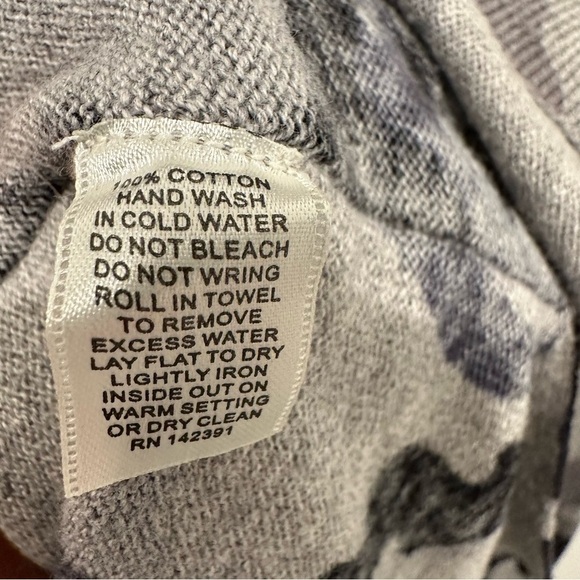 100% COTTON
HAND WASH
IN COLD WATER
DO NOT BLEACH
DO NOT WRING
ROLL IN TOWEL
TO REMOVE
EXCESS WATER
LAY FLAT TO DRY
LIGHTLY IRON
INSIDE OUT ON
WARM SETTING
OR DRY CLEAN
RN 142391